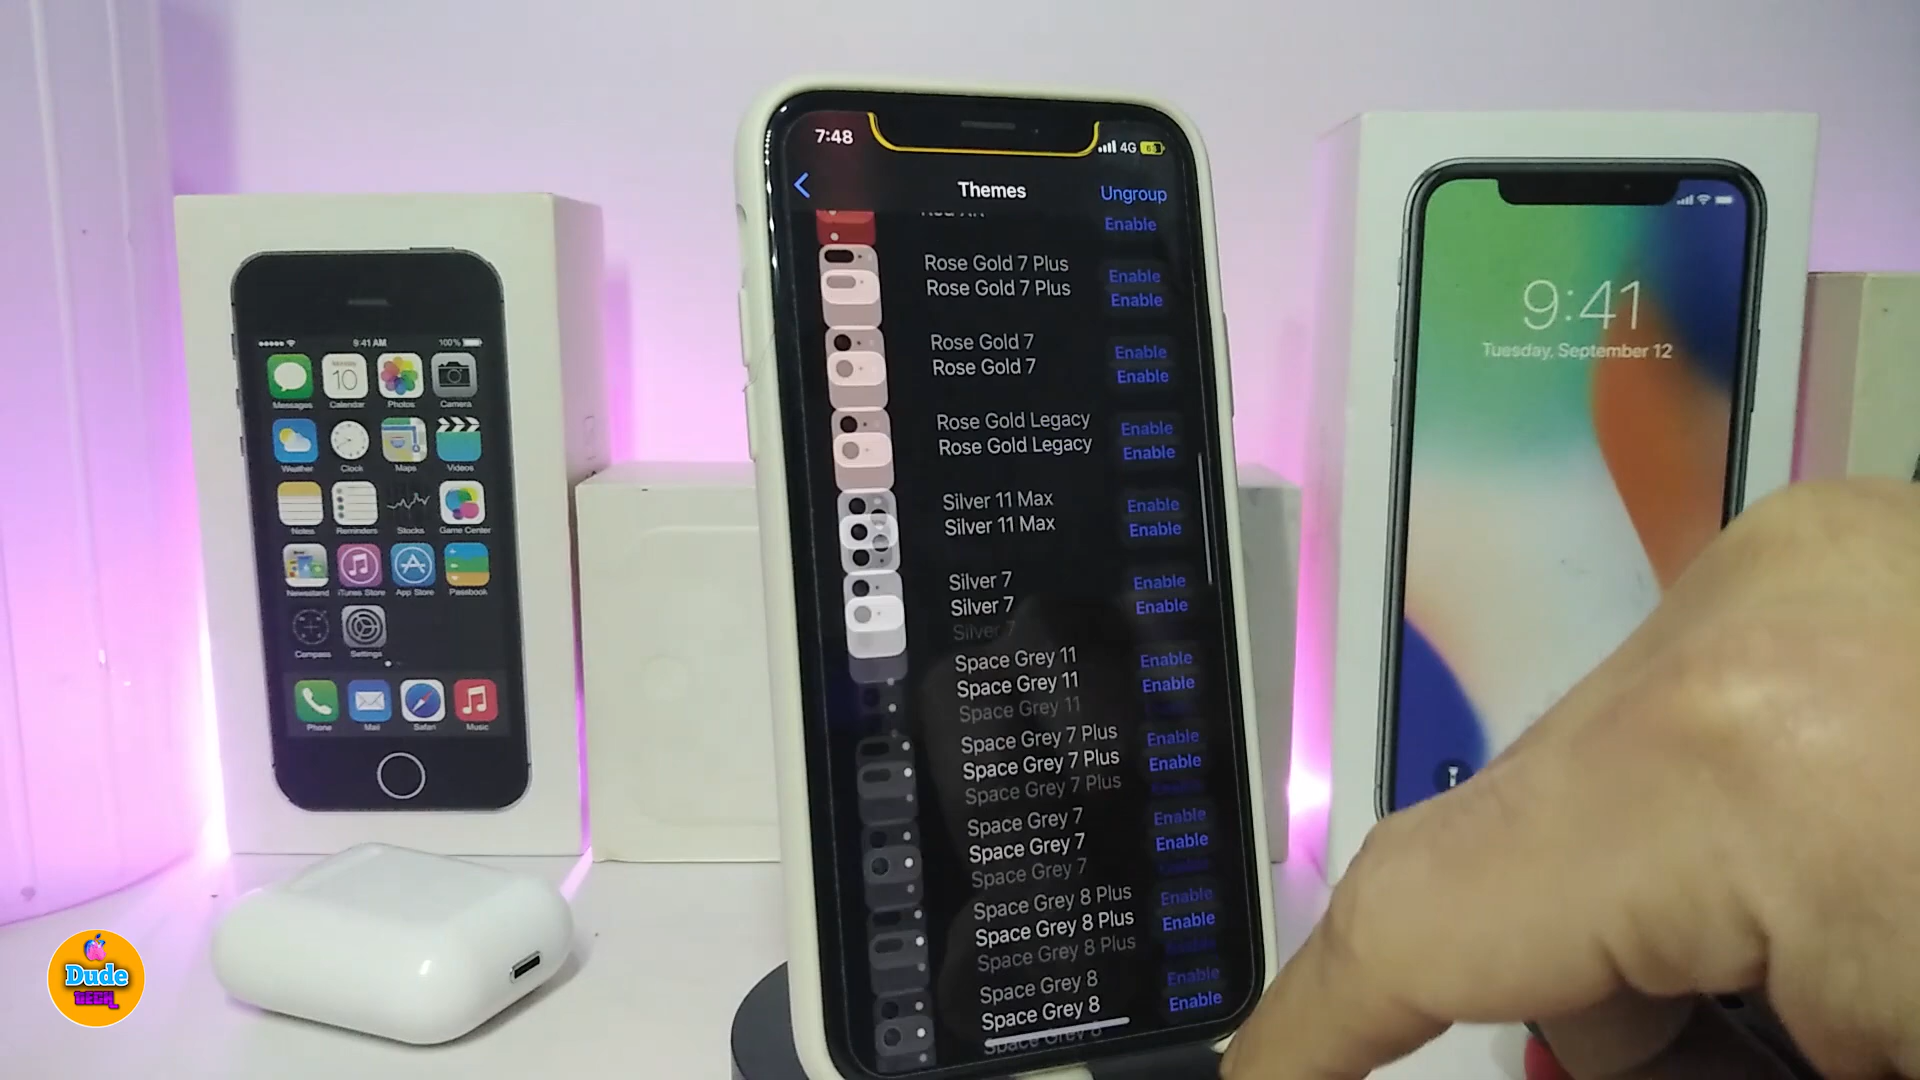 9:41 AM
100%
Messages
Calendar
Photos
Camera
10
Weather
Clock
Maps
Videos
Notes
Reminders
Stocks
Game Center
Newsstand
iTunes Store
App Store
Passbook
Compass
Settings
Phone
Mail
Safari
Music
7:48
4G
Themes
Ungroup
Enable
Rose Gold 7 Plus
Enable
Rose Gold 7 Plus
Enable
Rose Gold 7
Enable
Rose Gold 7
Enable
Rose Gold Legacy
Enable
Rose Gold Legacy
Enable
Silver 11 Max
Enable
Silver 11 Max
Enable
Silver 7
Enable
Silver 7
Enable
Silver 7
Space Grey 11
Enable
Space Grey 11
Enable
Space Grey 11
Space Grey 7 Plus
Enable
Space Grey 7 Plus
Enable
Space Grey 7 Plus
Space Grey 7
Enable
Space Grey 7
Enable
Space Grey 7
Space Grey 8 Plus
Enable
Space Grey 8 Plus
Enable
Space Grey 8 Plus
Space Grey 8
Enable
Space Grey 8
Enable
Space Grey 8
9:41
Tuesday, September 12
Dude
TECH